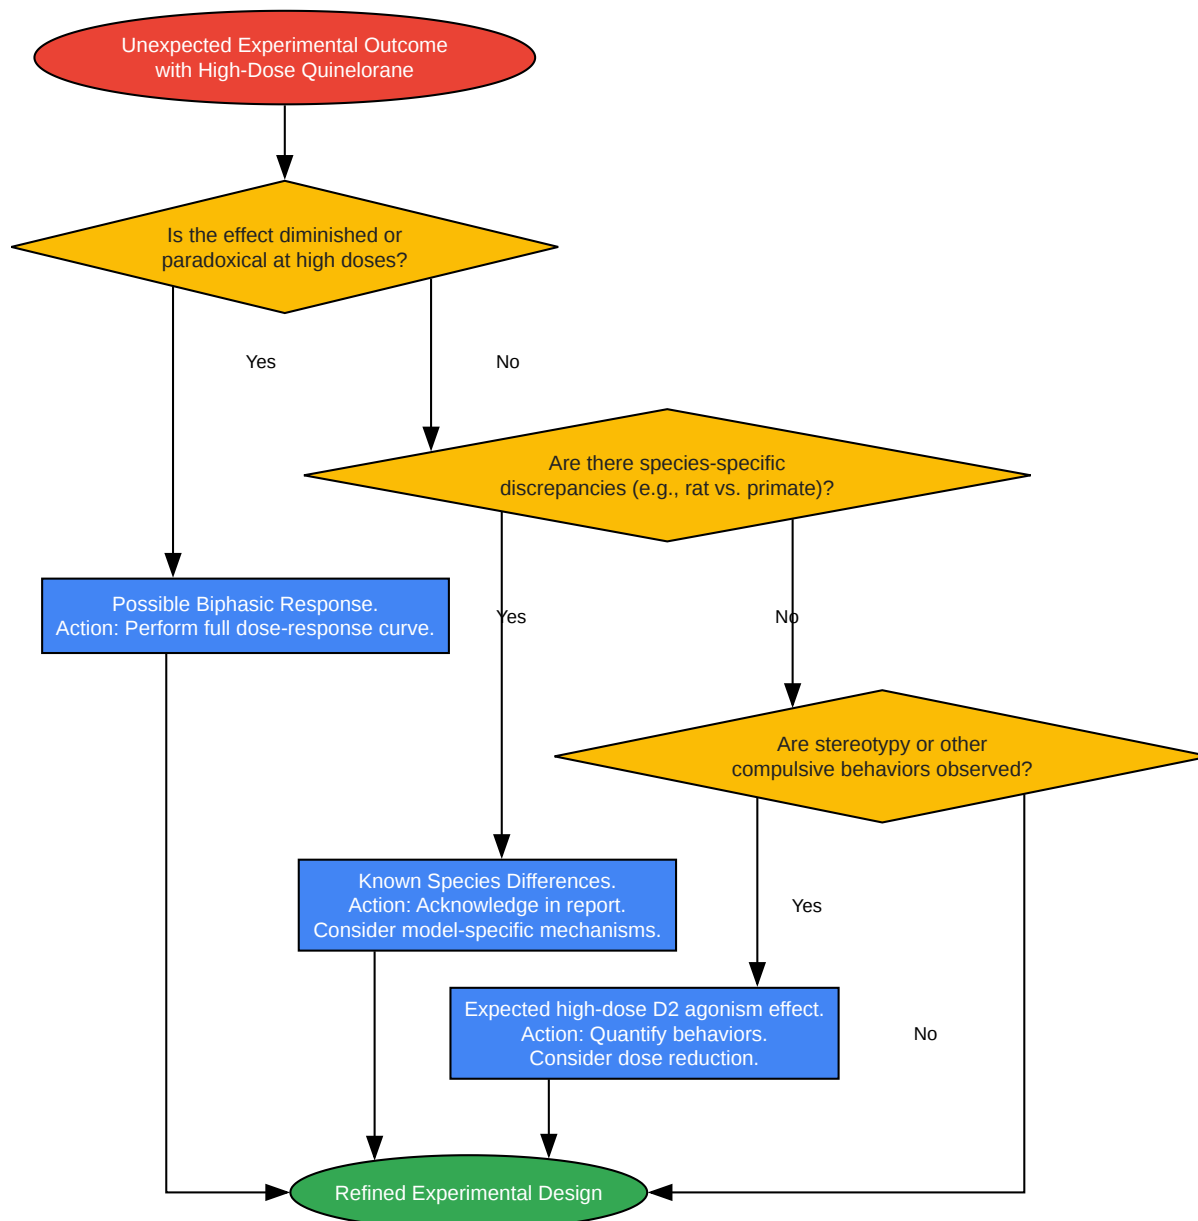 Unexpected Experimental Outcome
with High-Dose Quinelorane
Is the effect diminished or
paradoxical at high doses?
Yes
No
Are there species-specific
discrepancies (e.g., rat vs. primate)?
Possible Biphasic Response.
Action: Perform full dose-response curve.
Yes
No
Are stereotypy or other
compulsive behaviors observed?
Known Species Differences.
Action: Acknowledge in report.
Consider model-specific mechanisms.
Yes
Expected high-dose D2 agonism effect.
Action: Quantify behaviors.
Consider dose reduction.
No
Refined Experimental Design